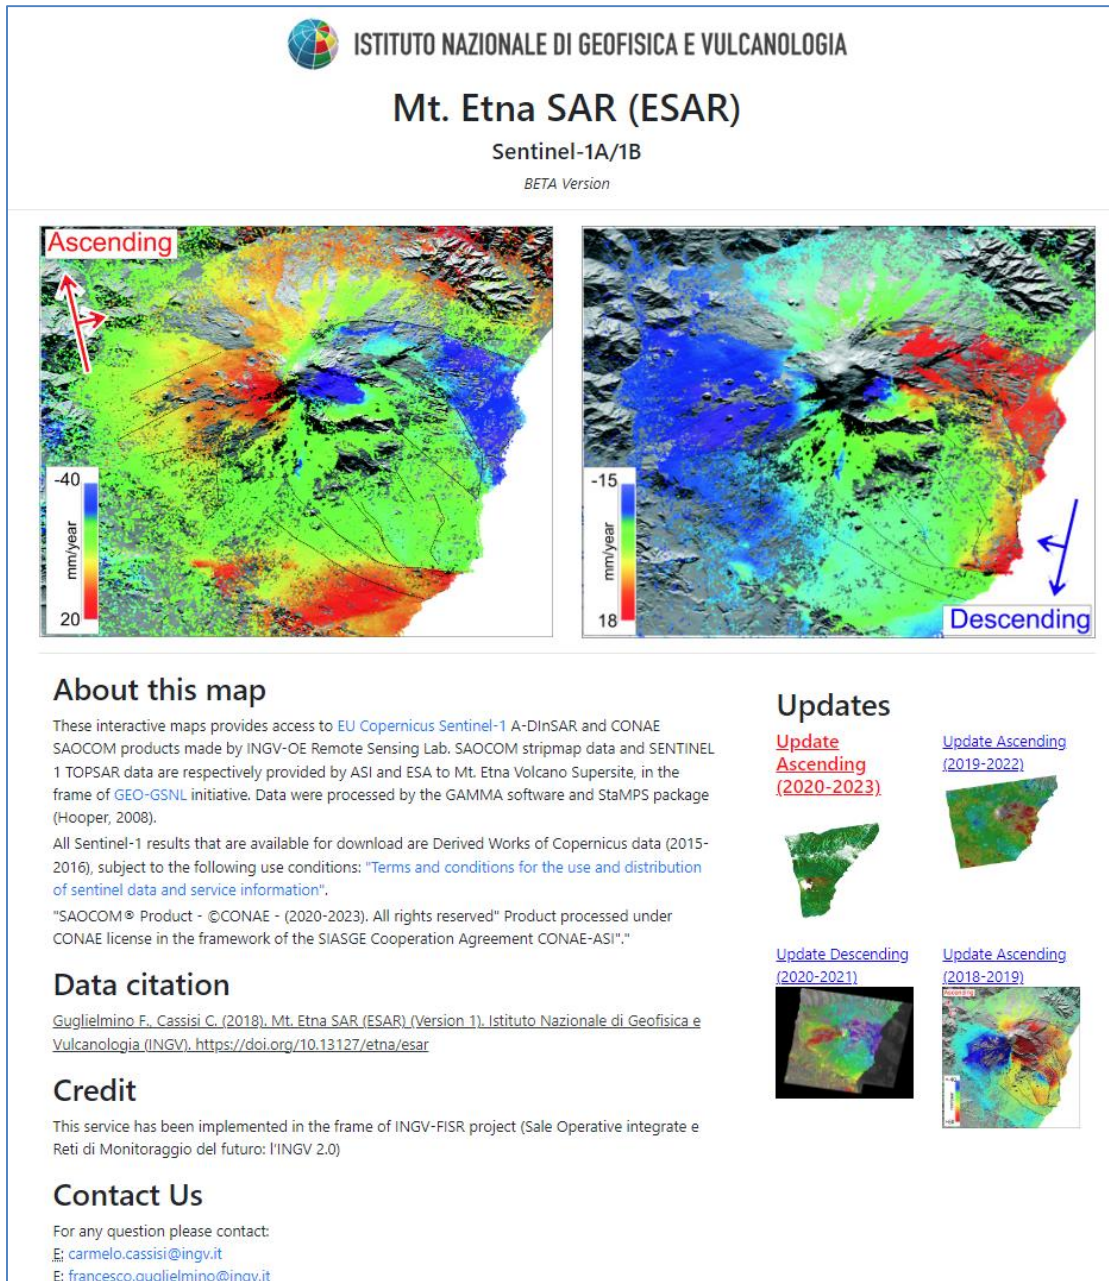 ISTITUTO NAZIONALE DI GEOFISICA E VULCANOLOGIA
Mt. Etna SAR (ESAR)
Sentinel-1A/1B
BETA Version
Ascending
-40
mm/year
20
-15
mm/year
18
Descending
About this map
These interactive maps provides access to EU Copernicus Sentinel-1 A-DInSAR and CONAE
SAOCOM products made by INGV-OE Remote Sensing Lab. SAOCOM stripmap data and SENTINEL
1 TOPSAR data are respectively provided by ASI and ESA to Mt. Etna Volcano Supersite, in the
frame of GEO-GSNL initiative. Data were processed by the GAMMA software and StaMPS package
(Hooper, 2008).
All Sentinel-1 results that are available for download are Derived Works of Copernicus data (2015-
2016), subject to the following use conditions: "Terms and conditions for the use and distribution
of sentinel data and service information".
"SAOCOM® Product - ©CONAE - (2020-2023). All rights reserved" Product processed under
CONAE license in the framework of the SIASGE Cooperation Agreement CONAE-ASI"."
Data citation
Guglielmino F., Cassisi C. (2018). Mt. Etna SAR (ESAR) (Version 1). Istituto Nazionale di Geofisica e
Vulcanologia (INGV). https://doi.org/10.13127/etna/esar
Credit
This service has been implemented in the frame of INGV-FISR project (Sale Operative integrate e
Reti di Monitoraggio del futuro: l'INGV 2.0)
Contact Us
For any question please contact:
E: carmelo.cassisi@ingv.it
E: francesco.guglielmino@ingv.it
Updates
Update
Ascending
(2020-2023)
Update Ascending
(2019-2022)
Update Descending
(2020-2021)
Update Ascending
(2018-2019)
Ascending